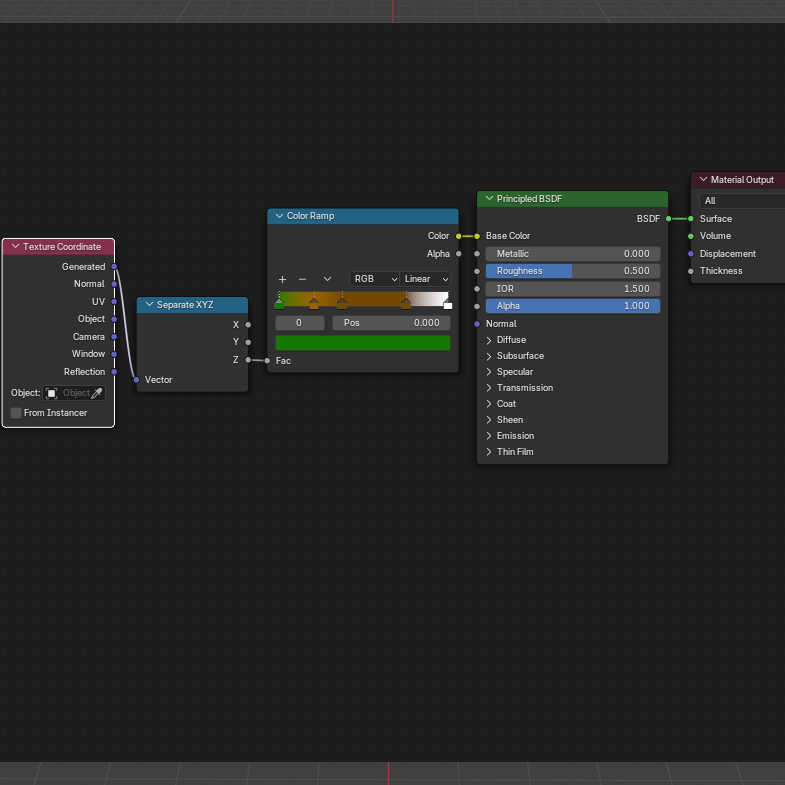 Texture Coordinate
Generated
Normal
UV
Object
Camera
Window
Reflection
Object:
Object
From Instancer
Separate XYZ
X
Y
Z
Vector
Color Ramp
Color
Alpha
+ − RGB Linear
0 Pos 0.000
Fac
Principled BSDF
BSDF
Base Color
Metallic 0.000
Roughness 0.500
IOR 1.500
Alpha 1.000
Normal
Diffuse
Subsurface
Specular
Transmission
Coat
Sheen
Emission
Thin Film
Material Output
All
Surface
Volume
Displacement
Thickness